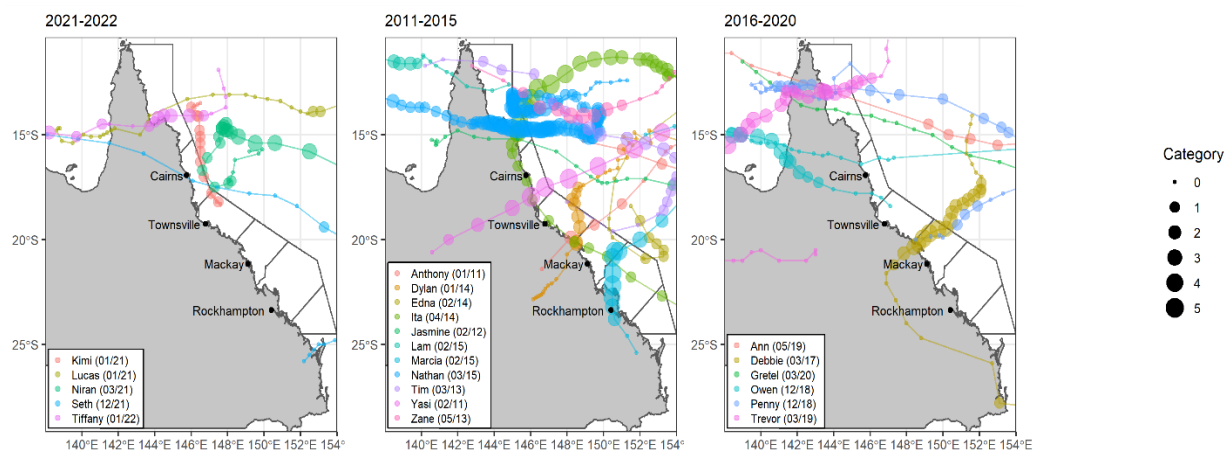 2021-2022
15°S
20°S
25°S
Cairns
Townsville
Mackay
Rockhampton
Kimi (01/21)
Lucas (01/21)
Niran (03/21)
Seth (12/21)
Tiffany (01/22)
140°E 142°E 144°E 146°E 148°E 150°E 152°E 154°
2011-2015
Cairns
Townsville
Mackay
Rockhampton
Anthony (01/11)
Dylan (01/14)
Edna (02/14)
Ita (04/14)
Jasmine (02/12)
Lam (02/15)
Marcia (02/15)
Nathan (03/15)
Tim (03/13)
Yasi (02/11)
Zane (05/13)
140°E 142°E 144°E 146°E 148°E 150°E 152°E 154°
2016-2020
Cairns
Townsville
Mackay
Rockhampton
Ann (05/19)
Debbie (03/17)
Gretel (03/20)
Owen (12/18)
Penny (12/18)
Trevor (03/19)
140°E 142°E 144°E 146°E 148°E 150°E 152°E 154°
Category
0
1
2
3
4
5